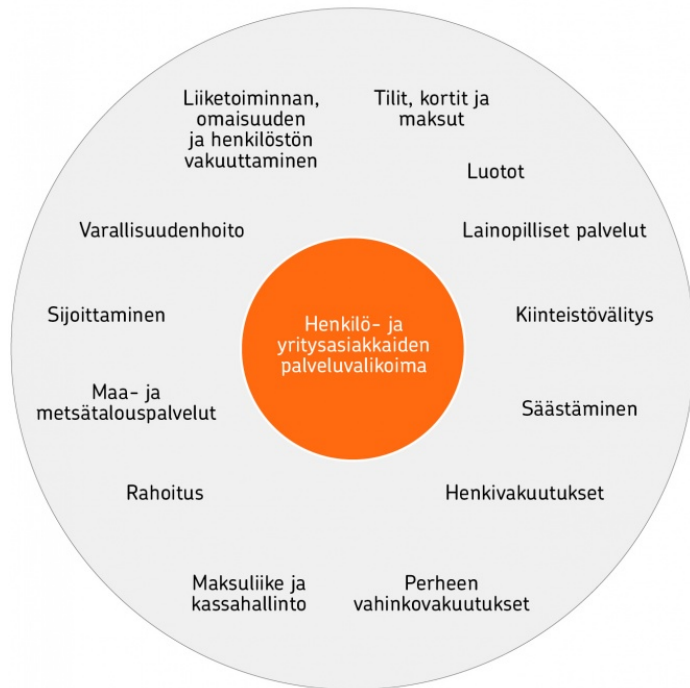 Liiketoiminnan,
omaisuuden
ja henkilöstön
vakuuttaminen
Tilit, kortit ja
maksut
Luotot
Lainopilliset palvelut
Kiinteistövälitys
Säästäminen
Henkivakuutukset
Perheen
vahinkovakuutukset
Maksuliike ja
kassahallinto
Rahoitus
Maa- ja
metsätalouspalvelut
Sijoittaminen
Varallisuudenhoito
Henkilö- ja
yritysasiakkaiden
palveluvalikoima